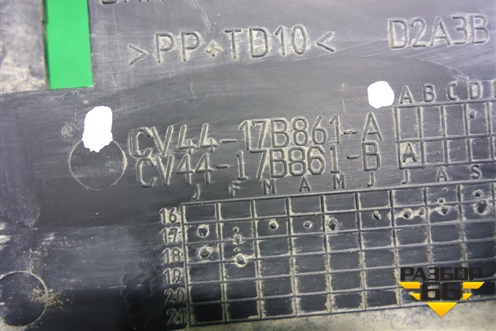 >PP+TD10< D2A3B
CV44-17B861-A
CV44-17B861-B
A B C D
A
J F M A M J J A S
16
17
18
19
20
21
РАЗБОР
66